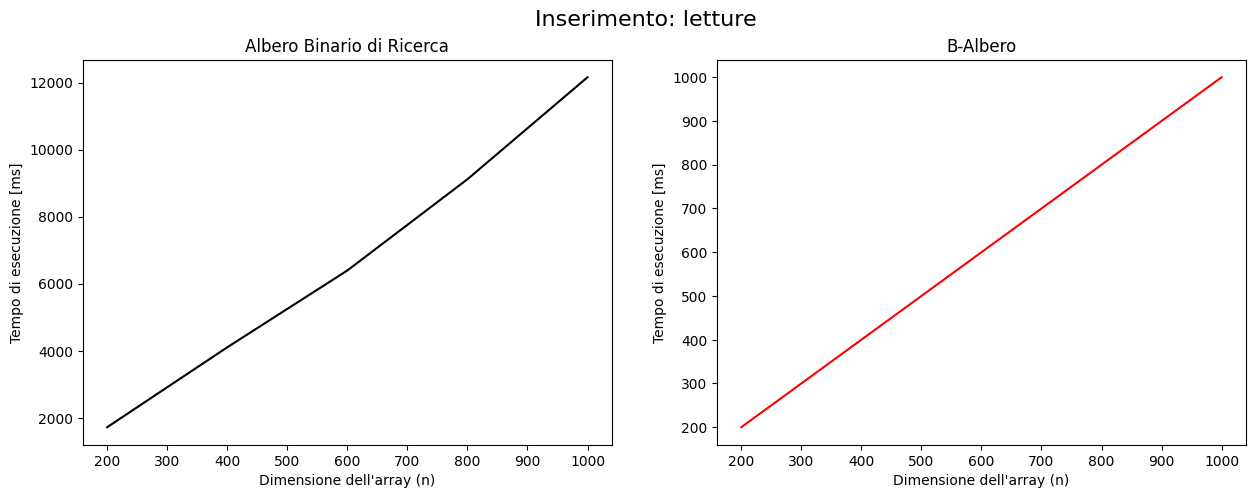 Inserimento: letture
Albero Binario di Ricerca
12000
10000
8000
6000
4000
2000
Tempo di esecuzione [ms]
200 300 400 500 600 700 800 900 1000
Dimensione dell'array (n)
B-Albero
1000
900
800
700
600
500
400
300
200
Tempo di esecuzione [ms]
200 300 400 500 600 700 800 900 1000
Dimensione dell'array (n)